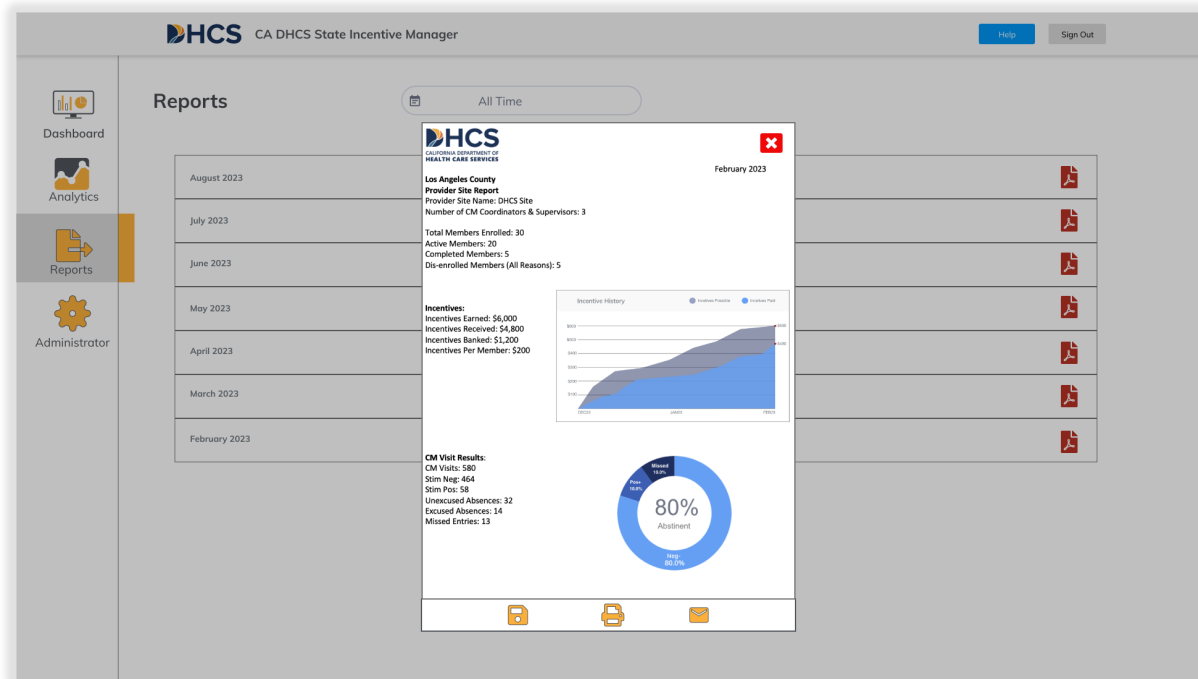 DHCS CA DHCS State Incentive Manager
Help
Sign Out
Dashboard
Analytics
Reports
Administrator
Reports
All Time
August 2023
July 2023
June 2023
May 2023
April 2023
March 2023
February 2023
DHCS
CALIFORNIA DEPARTMENT OF
HEALTH CARE SERVICES
February 2023
Los Angeles County
Provider Site Report
Provider Site Name: DHCS Site
Number of CM Coordinators & Supervisors: 3
Total Members Enrolled: 30
Active Members: 20
Completed Members: 5
Dis-enrolled Members (All Reasons): 5
Incentives:
Incentives Earned: $6,000
Incentives Received: $4,800
Incentives Banked: $1,200
Incentives Per Member: $200
Incentive History
Incentives Possible
Incentives Paid
CM Visit Results:
CM Visits: 580
Stim Neg: 464
Stim Pos: 58
Unexcused Absences: 32
Excused Absences: 14
Missed Entries: 13
Missed
10.0%
Pos+
10.0%
80%
Abstinent
Neg-
80.0%